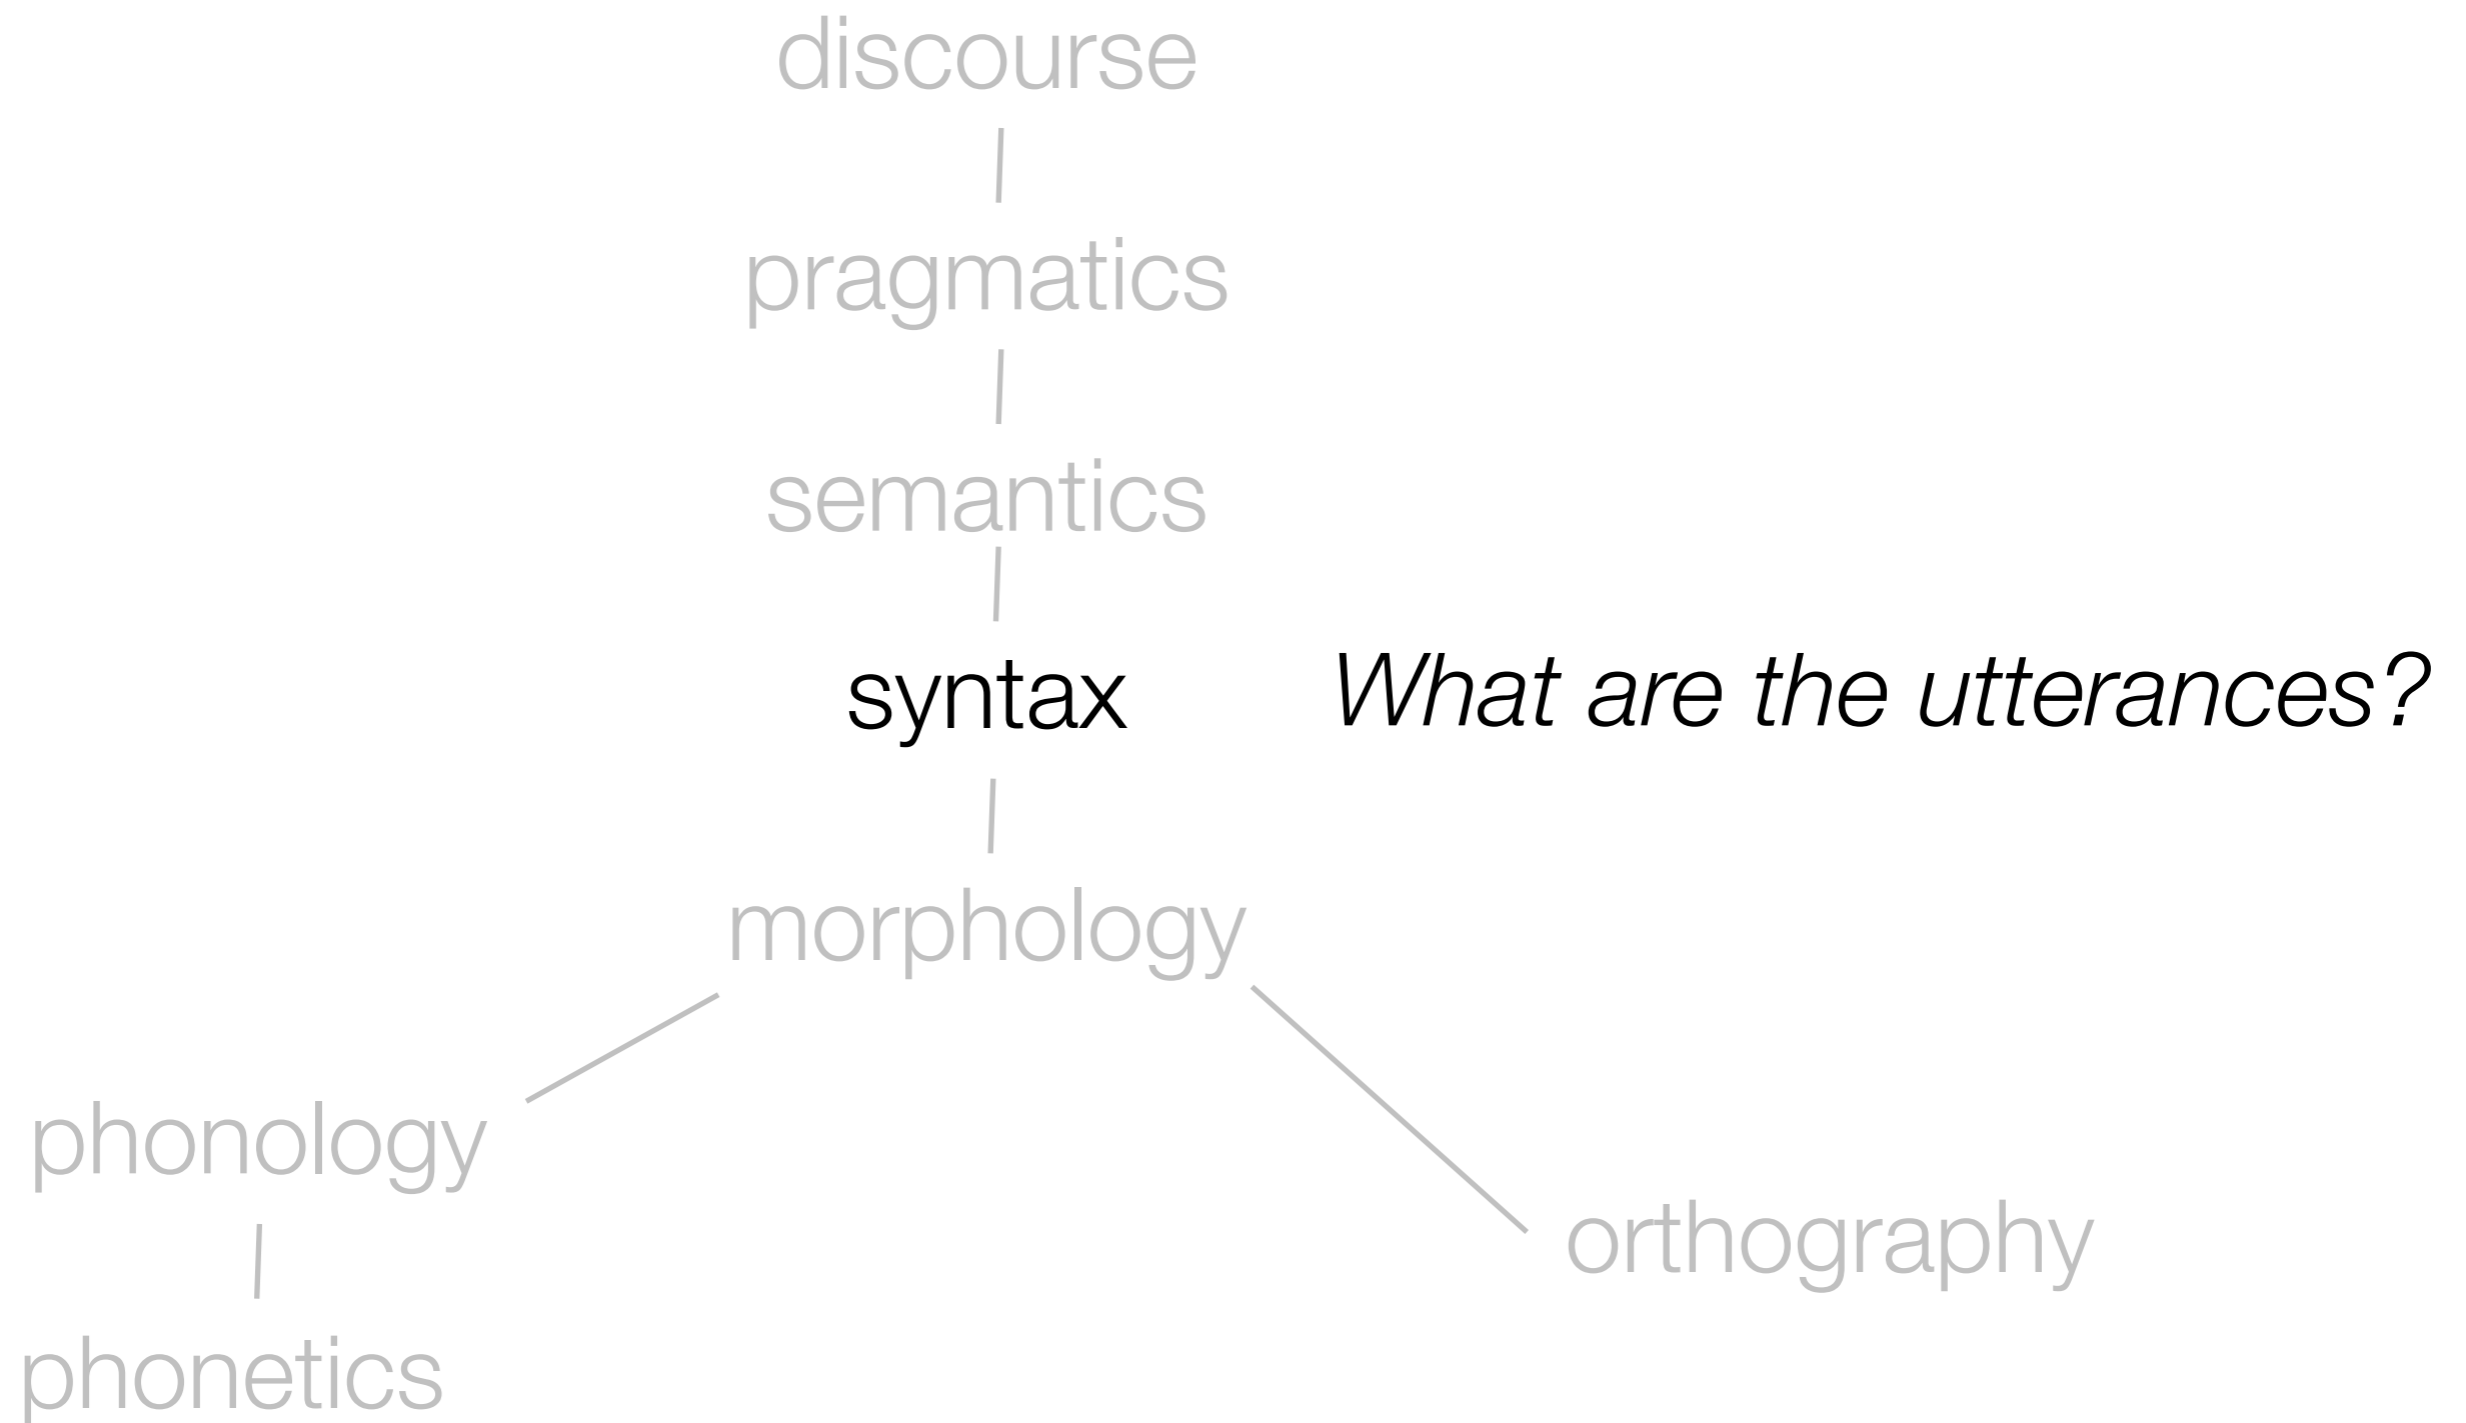 discourse
pragmatics
semantics
syntax What are the utterances?
morphology
phonology
orthography
phonetics